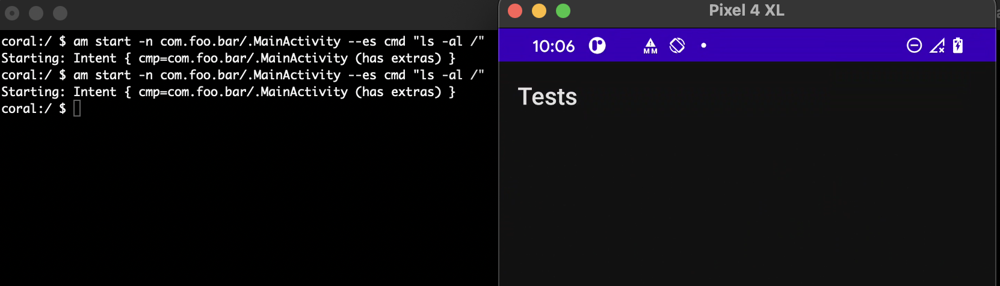 coral:/ $ am start -n com.foo.bar/.MainActivity --es cmd "ls -al /"
Starting: Intent { cmp=com.foo.bar/.MainActivity (has extras) }
coral:/ $ am start -n com.foo.bar/.MainActivity --es cmd "ls -al /"
Starting: Intent { cmp=com.foo.bar/.MainActivity (has extras) }
coral:/ $
Pixel 4 XL
10:06
MM
Tests